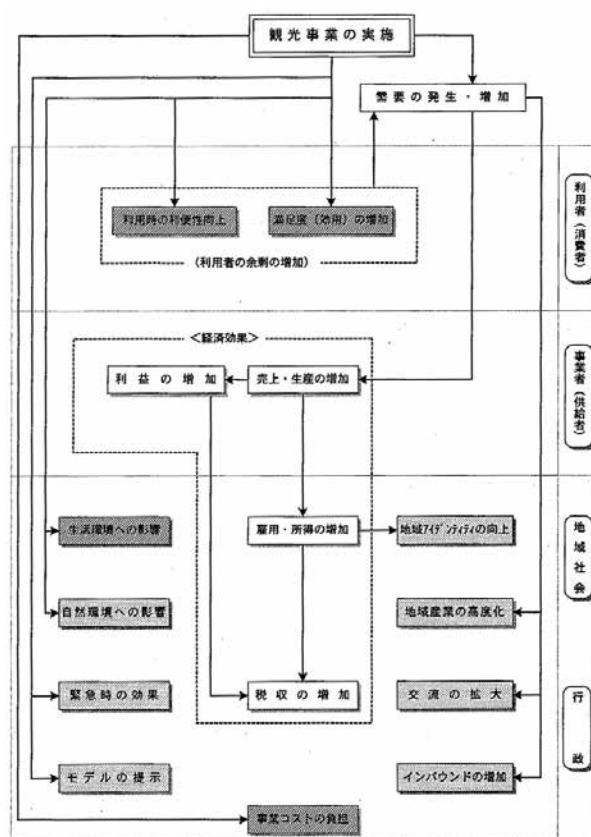 観光事業の実施
需要の発生・増加
利用時の利便性向上
満足度（効用）の増加
（利用者の余剰の増加）
利用者（消費者）
＜経済効果＞
利益の増加
売上・生産の増加
事業者（供給者）
生活環境への影響
雇用・所得の増加
地域ｱｲﾃﾞﾝﾃｨﾃｨの向上
地域社会
自然環境への影響
地域産業の高度化
緊急時の効果
税収の増加
交流の拡大
行政
モデルの提示
インバウンドの増加
事業コストの負担